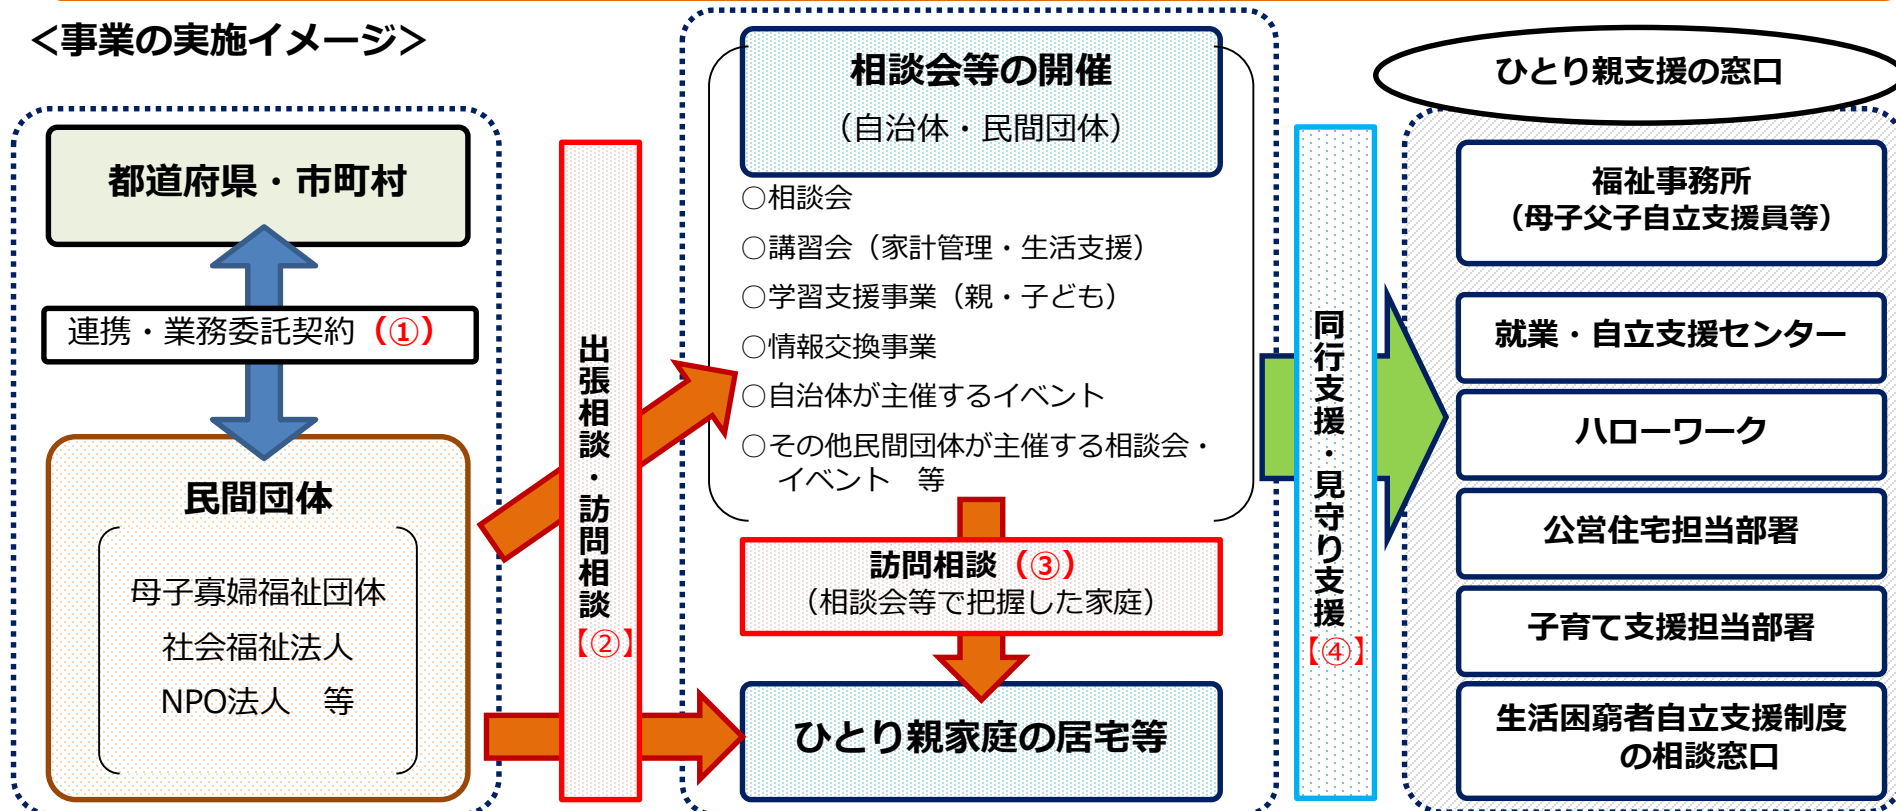 ＜事業の実施イメージ＞
都道府県・市町村
連携・業務委託契約（①）
民間団体
母子寡婦福祉団体
社会福祉法人
NPO法人　等
出張相談・訪問相談【②】
相談会等の開催
（自治体・民間団体）
○相談会
○講習会（家計管理・生活支援）
○学習支援事業（親・子ども）
○情報交換事業
○自治体が主催するイベント
○その他民間団体が主催する相談会・
イベント　等
訪問相談（③）
（相談会等で把握した家庭）
ひとり親家庭の居宅等
同行支援・見守り支援【④】
ひとり親支援の窓口
福祉事務所
（母子父子自立支援員等）
就業・自立支援センター
ハローワーク
公営住宅担当部署
子育て支援担当部署
生活困窮者自立支援制度
の相談窓口